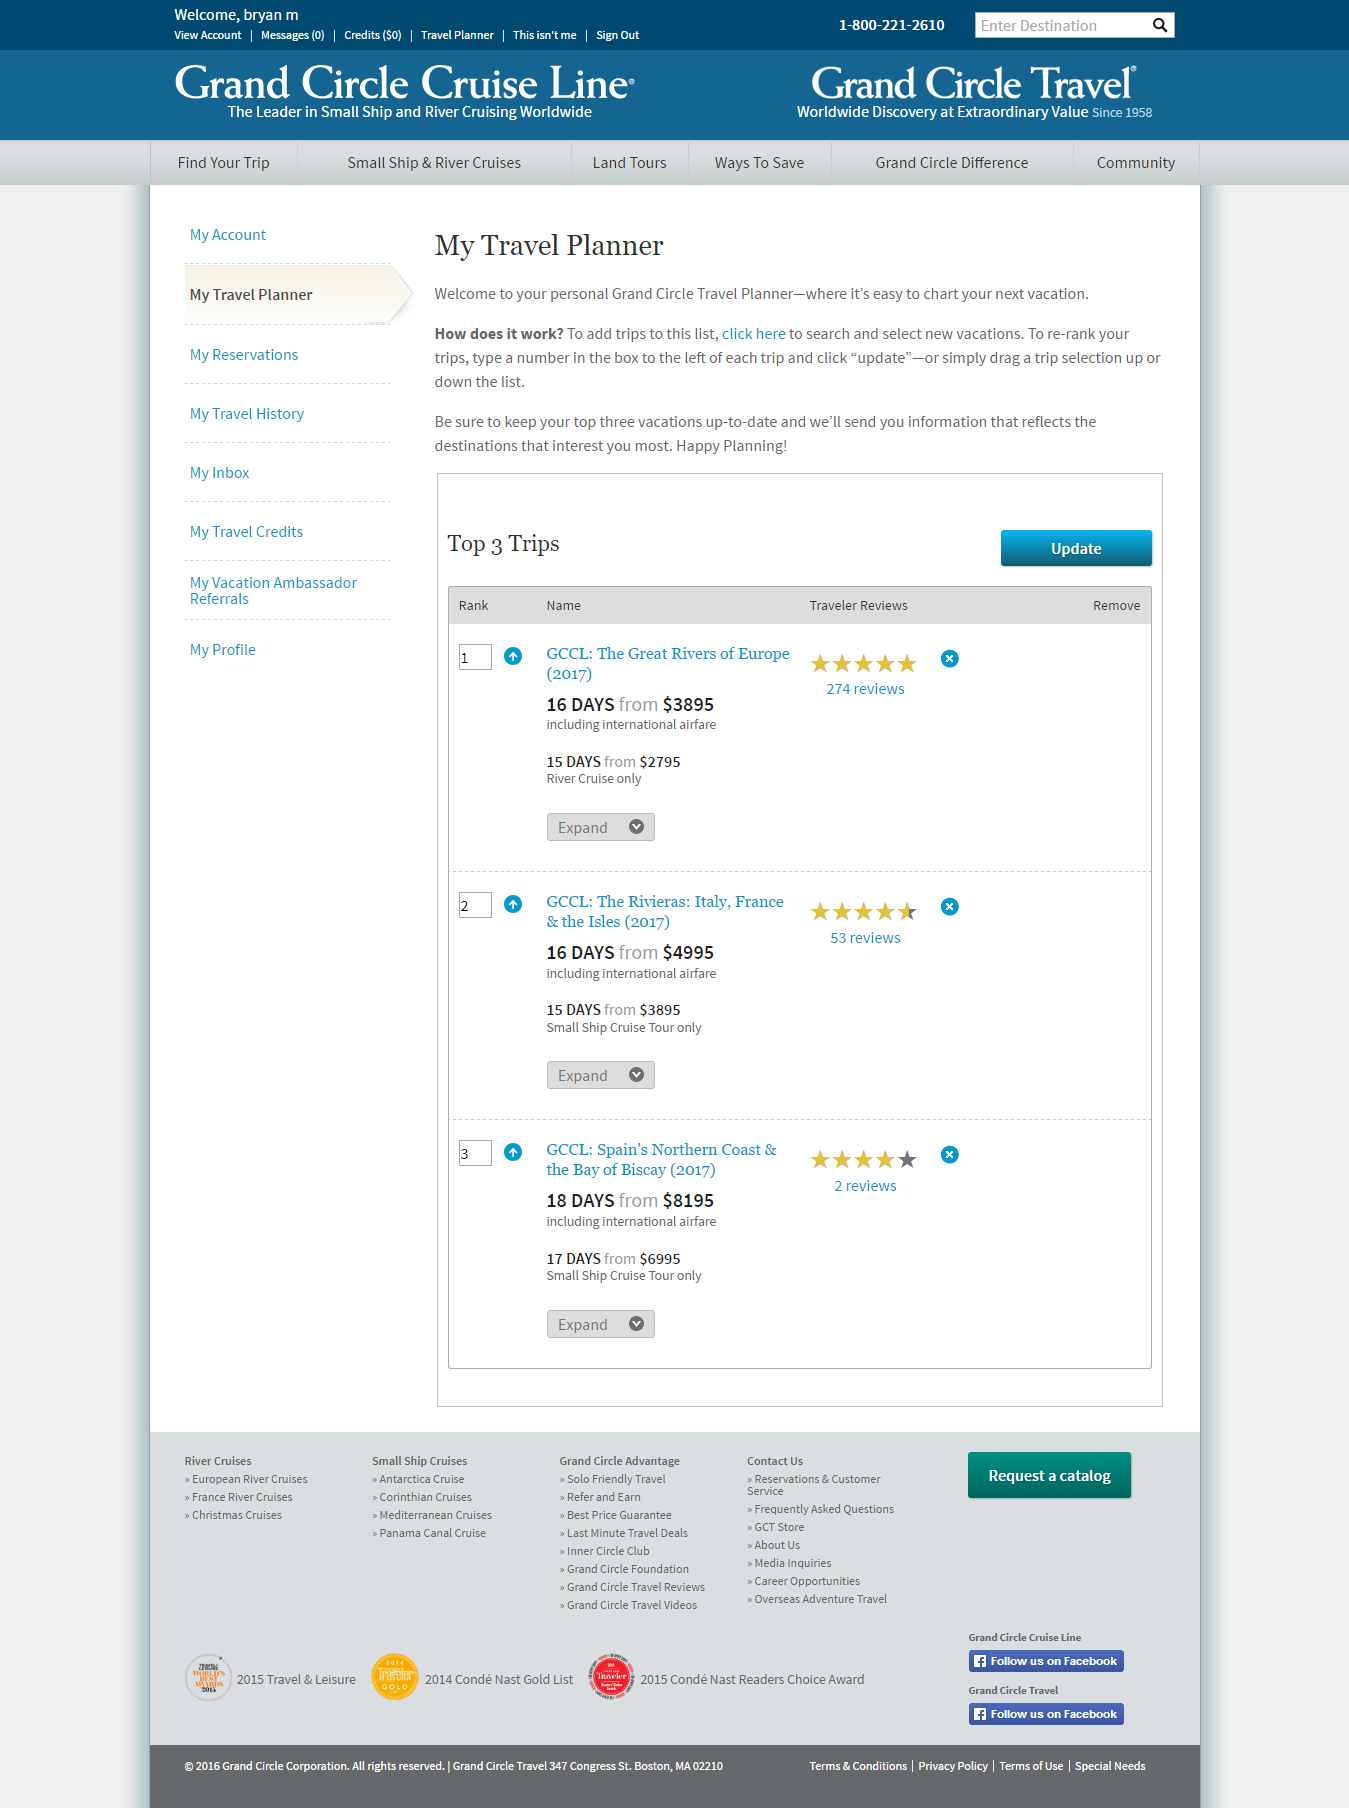 Welcome, bryan m
View Account | Messages (0) | Credits ($0) | Travel Planner | This isn't me | Sign Out
1-800-221-2610
Enter Destination
Grand Circle Cruise Line®
The Leader in Small Ship and River Cruising Worldwide
Grand Circle Travel®
Worldwide Discovery at Extraordinary Value Since 1958
Find Your Trip
Small Ship & River Cruises
Land Tours
Ways To Save
Grand Circle Difference
Community
My Account
My Travel Planner
My Reservations
My Travel History
My Inbox
My Travel Credits
My Vacation Ambassador
Referrals
My Profile
My Travel Planner
Welcome to your personal Grand Circle Travel Planner—where it's easy to chart your next vacation.
How does it work? To add trips to this list, click here to search and select new vacations. To re-rank your
trips, type a number in the box to the left of each trip and click “update”—or simply drag a trip selection up or
down the list.
Be sure to keep your top three vacations up-to-date and we'll send you information that reflects the
destinations that interest you most. Happy Planning!
Top 3 Trips
Update
Rank Name Traveler Reviews Remove
1
GCCL: The Great Rivers of Europe
(2017)
274 reviews
16 DAYS from $3895
including international airfare
15 DAYS from $2795
River Cruise only
Expand
2
GCCL: The Rivieras: Italy, France
& the Isles (2017)
53 reviews
16 DAYS from $4995
including international airfare
15 DAYS from $3895
Small Ship Cruise Tour only
Expand
3
GCCL: Spain's Northern Coast &
the Bay of Biscay (2017)
2 reviews
18 DAYS from $8195
including international airfare
17 DAYS from $6995
Small Ship Cruise Tour only
Expand
River Cruises
» European River Cruises
» France River Cruises
» Christmas Cruises
Small Ship Cruises
» Antarctica Cruise
» Corinthian Cruises
» Mediterranean Cruises
» Panama Canal Cruise
Grand Circle Advantage
» Solo Friendly Travel
» Refer and Earn
» Best Price Guarantee
» Last Minute Travel Deals
» Inner Circle Club
» Grand Circle Foundation
» Grand Circle Travel Reviews
» Grand Circle Travel Videos
Contact Us
» Reservations & Customer
Service
» Frequently Asked Questions
» GCT Store
» About Us
» Media Inquiries
» Career Opportunities
» Overseas Adventure Travel
Request a catalog
Grand Circle Cruise Line
Follow us on Facebook
Grand Circle Travel
Follow us on Facebook
WORLD'S
BEST
AWARDS
2015
2015 Travel & Leisure
2014
Traveler
GOLD
2014 Condé Nast Gold List
Traveler
2015 Condé Nast Readers Choice Award
© 2016 Grand Circle Corporation. All rights reserved. | Grand Circle Travel 347 Congress St. Boston, MA 02210
Terms & Conditions | Privacy Policy | Terms of Use | Special Needs